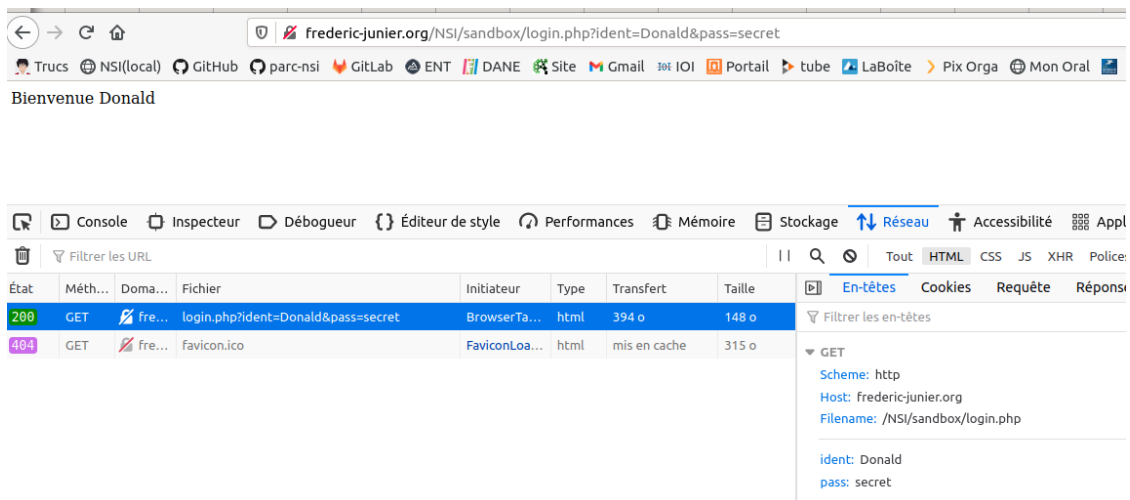 frederic-junier.org/NSI/sandbox/login.php?ident=Donald&pass=secret
Trucs NSI(local) GitHub parc-nsi GitLab ENT DANE Site Gmail IOI Portail tube LaBoîte Pix Orga Mon Oral
Bienvenue Donald
Console Inspecteur Débogueur Éditeur de style Performances Mémoire Stockage Réseau Accessibilité Appl
Filtrer les URL Tout HTML CSS JS XHR Polices
État Méth... Doma... Fichier Initiateur Type Transfert Taille En-têtes Cookies Requête Réponse
200 GET fre... login.php?ident=Donald&pass=secret BrowserTa... html 394 o 148 o Filtrer les en-têtes
404 GET fre... favicon.ico FaviconLoa... html mis en cache 315 o
GET
Scheme: http
Host: frederic-junier.org
Filename: /NSI/sandbox/login.php
ident: Donald
pass: secret